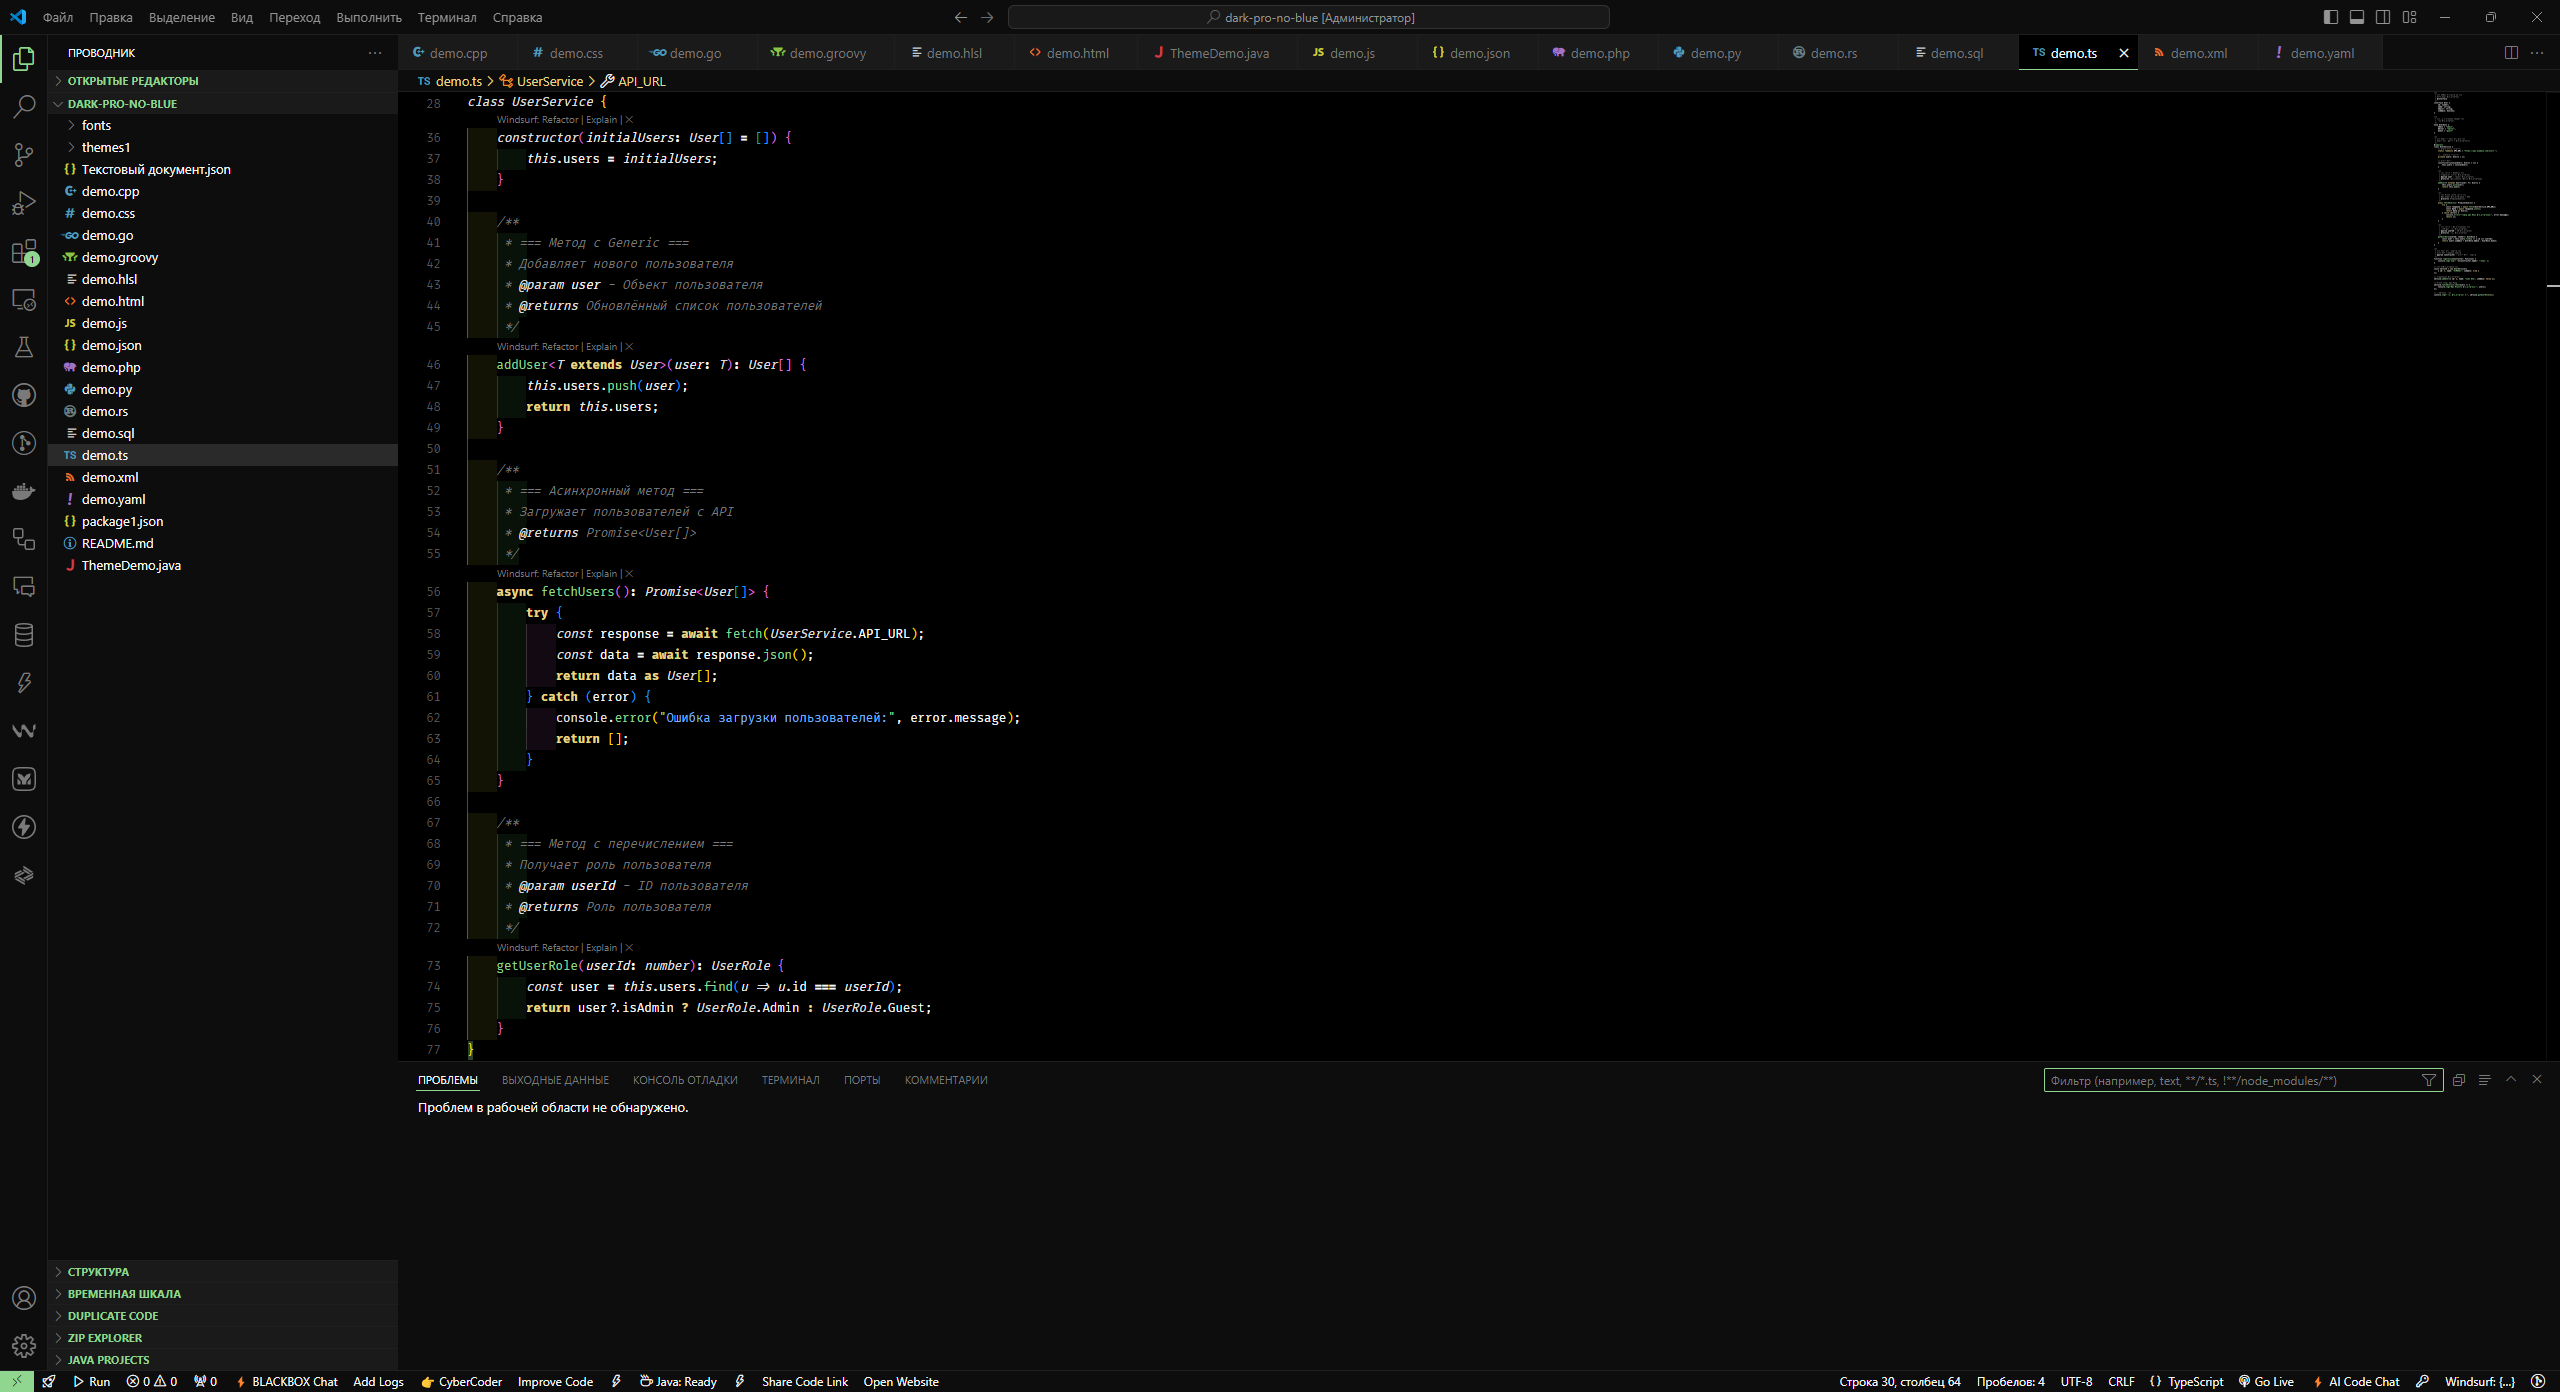 Файл Правка Выделение Вид Переход Выполнить Терминал Справка
dark-pro-no-blue [Администратор]
ПРОВОДНИК
ОТКРЫТЫЕ РЕДАКТОРЫ
DARK-PRO-NO-BLUE
fonts
themes1
Текстовый документ.json
demo.cpp
demo.css
demo.go
demo.groovy
demo.hlsl
demo.html
demo.js
demo.json
demo.php
demo.py
demo.rs
demo.sql
demo.ts
demo.xml
demo.yaml
package1.json
README.md
ThemeDemo.java
СТРУКТУРА
ВРЕМЕННАЯ ШКАЛА
DUPLICATE CODE
ZIP EXPLORER
JAVA PROJECTS
demo.cpp demo.css demo.go demo.groovy demo.hlsl demo.html ThemeDemo.java demo.js demo.json demo.php demo.py demo.rs demo.sql demo.ts demo.xml demo.yaml
demo.ts > UserService > API_URL
28 class UserService {
Windsurf: Refactor | Explain | ✕
36 constructor(initialUsers: User[] = []) {
37 this.users = initialUsers;
38 }
39
40 /**
41 * === Метод с Generic ===
42 * Добавляет нового пользователя
43 * @param user - Объект пользователя
44 * @returns Обновлённый список пользователей
45 */
Windsurf: Refactor | Explain | ✕
46 addUser<T extends User>(user: T): User[] {
47 this.users.push(user);
48 return this.users;
49 }
50
51 /**
52 * === Асинхронный метод ===
53 * Загружает пользователей с API
54 * @returns Promise<User[]>
55 */
Windsurf: Refactor | Explain | ✕
56 async fetchUsers(): Promise<User[]> {
57 try {
58 const response = await fetch(UserService.API_URL);
59 const data = await response.json();
60 return data as User[];
61 } catch (error) {
62 console.error("Ошибка загрузки пользователей:", error.message);
63 return [];
64 }
65 }
66
67 /**
68 * === Метод с перечислением ===
69 * Получает роль пользователя
70 * @param userId - ID пользователя
71 * @returns Роль пользователя
72 */
Windsurf: Refactor | Explain | ✕
73 getUserRole(userId: number): UserRole {
74 const user = this.users.find(u => u.id === userId);
75 return user?.isAdmin ? UserRole.Admin : UserRole.Guest;
76 }
77 }
ПРОБЛЕМЫ ВЫХОДНЫЕ ДАННЫЕ КОНСОЛЬ ОТЛАДКИ ТЕРМИНАЛ ПОРТЫ КОММЕНТАРИИ
Фильтр (например, text, **/*.ts, !**/node_modules/**)
Проблем в рабочей области не обнаружено.
Run 0 0 0 BLACKBOX Chat Add Logs CyberCoder Improve Code Java: Ready Share Code Link Open Website Строка 30, столбец 64 Пробелов: 4 UTF-8 CRLF {} TypeScript Go Live AI Code Chat Windsurf: {...}